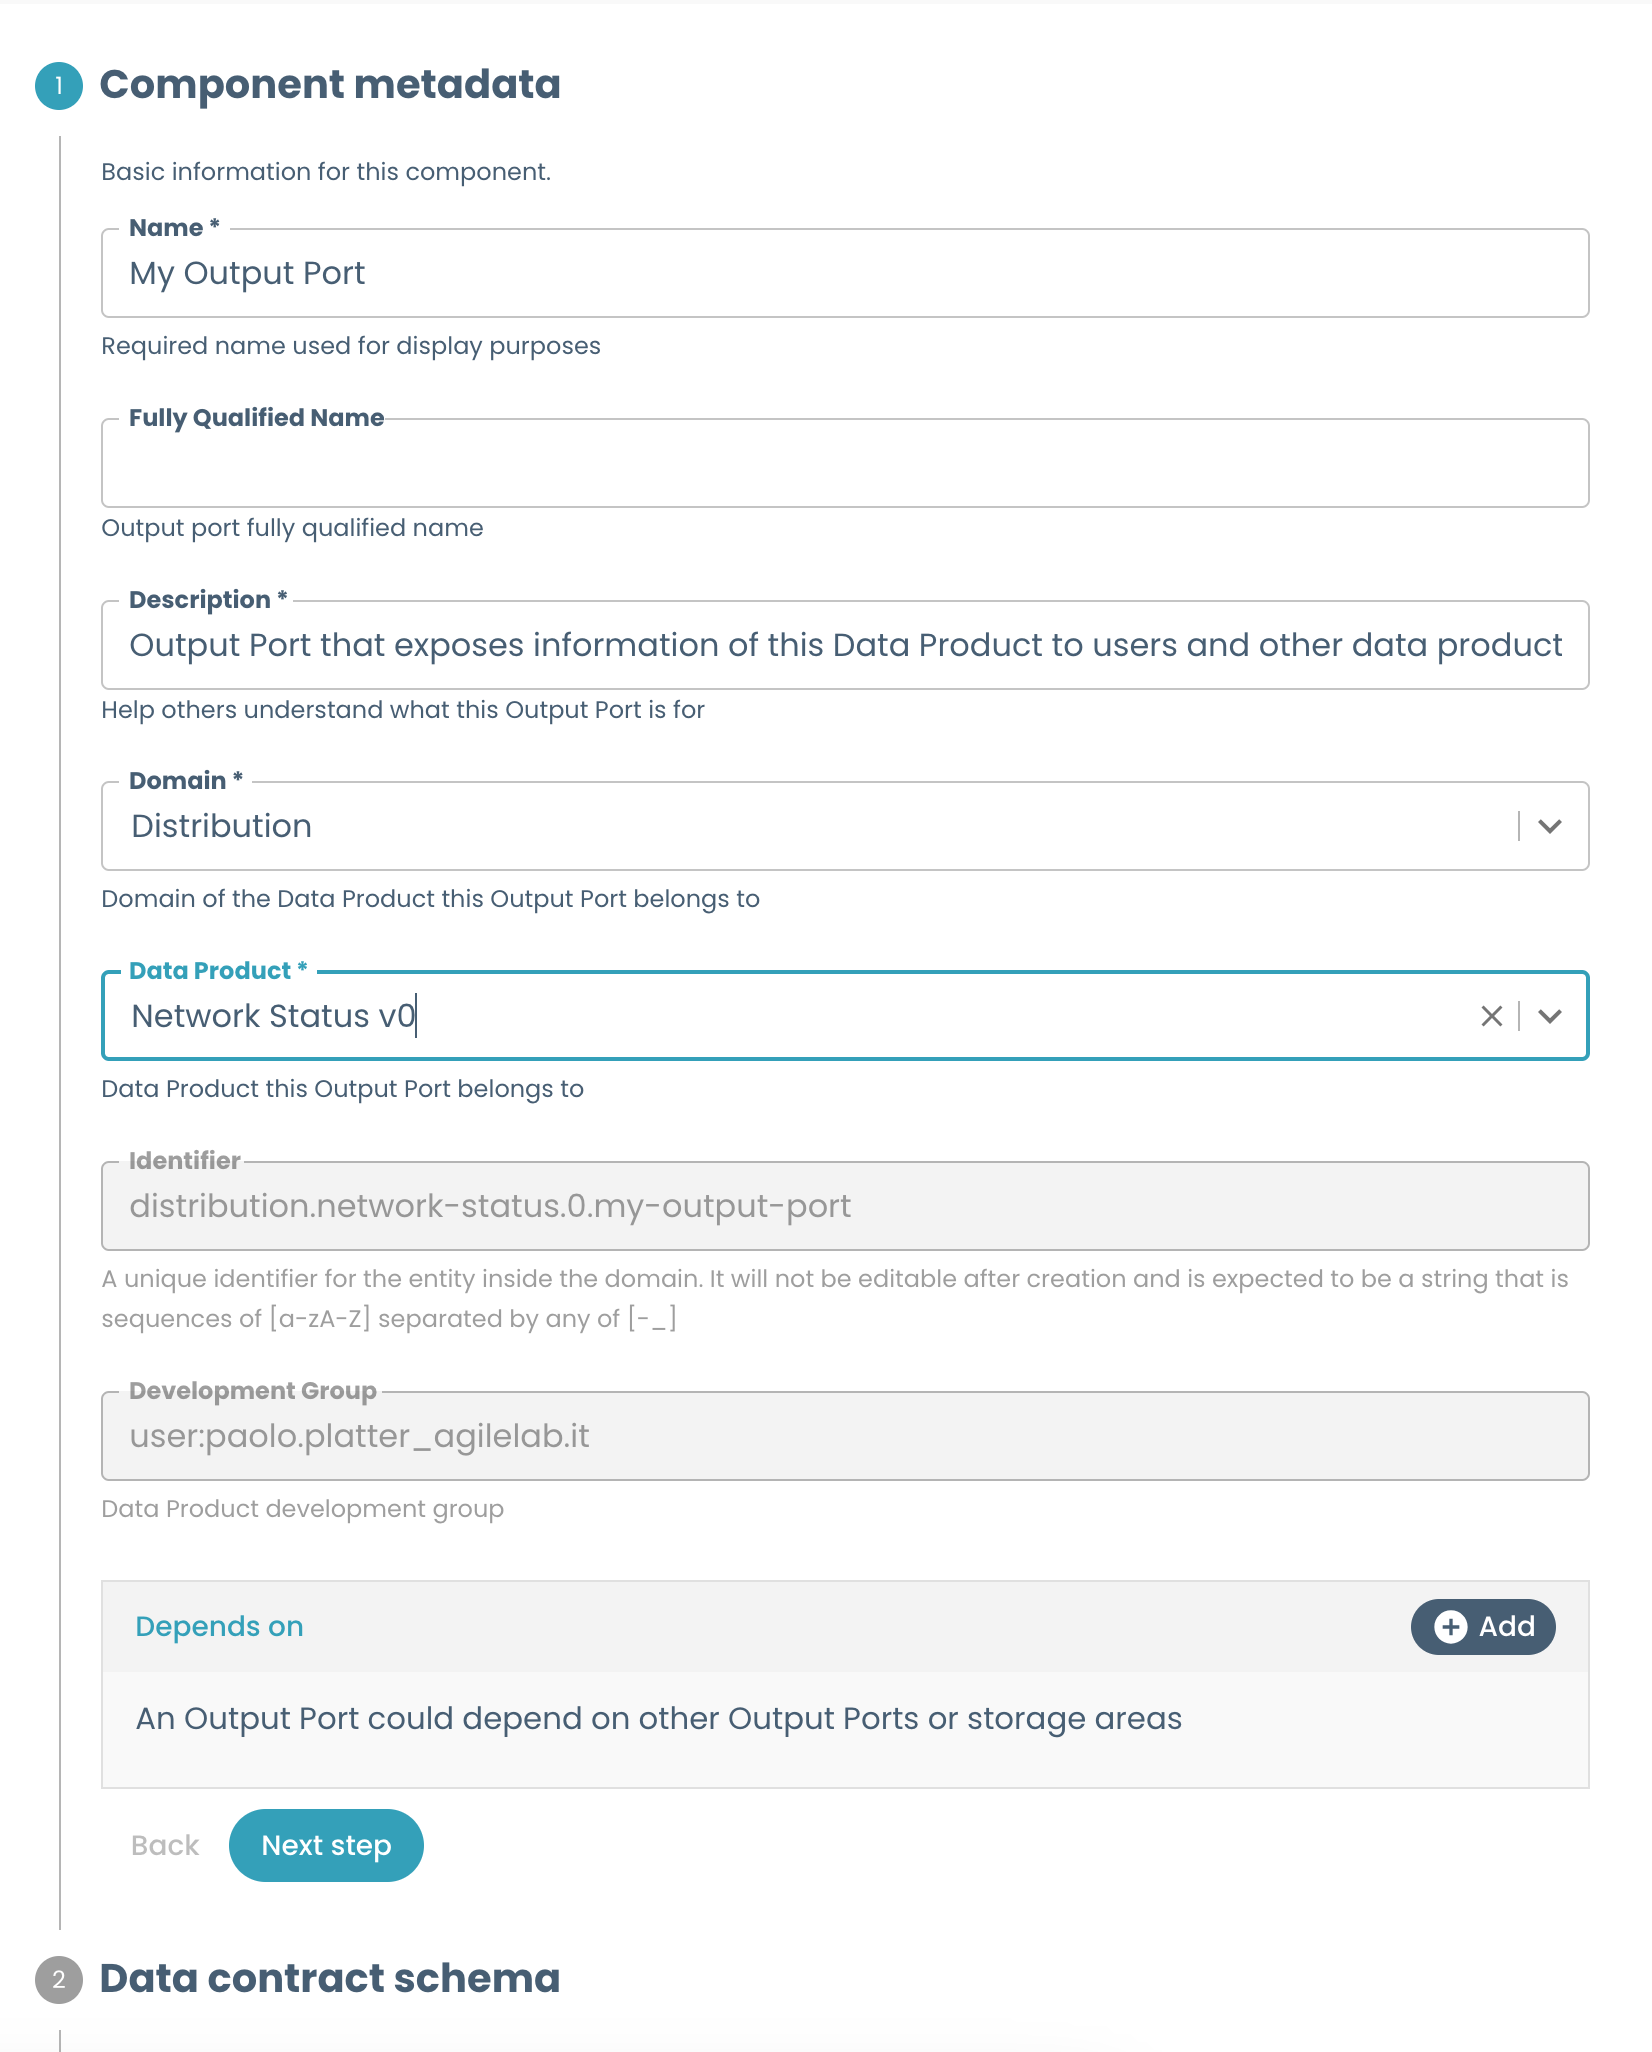 1 Component metadata
Basic information for this component.
Name *
My Output Port
Required name used for display purposes
Fully Qualified Name
Output port fully qualified name
Description *
Output Port that exposes information of this Data Product to users and other data product
Help others understand what this Output Port is for
Domain *
Distribution
Domain of the Data Product this Output Port belongs to
Data Product *
Network Status v0
Data Product this Output Port belongs to
Identifier
distribution.network-status.0.my-output-port
A unique identifier for the entity inside the domain. It will not be editable after creation and is expected to be a string that is
sequences of [a-zA-Z] separated by any of [-_]
Development Group
user:paolo.platter_agilelab.it
Data Product development group
Depends on
Add
An Output Port could depend on other Output Ports or storage areas
Back Next step
2 Data contract schema